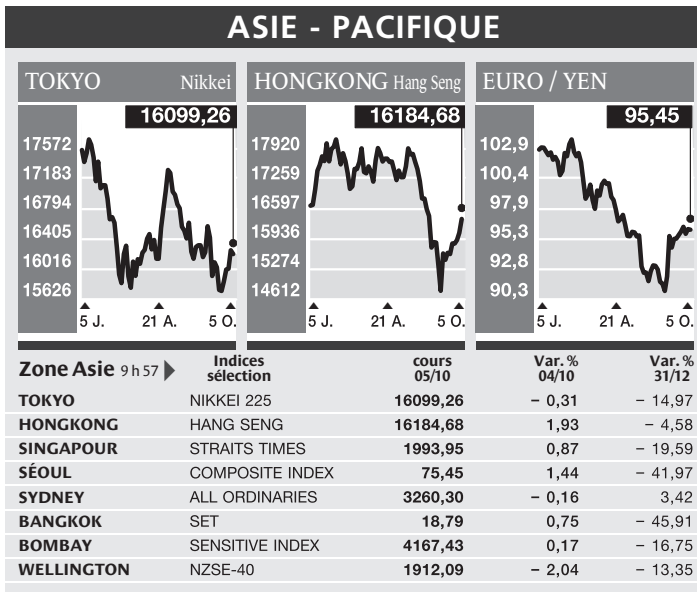 ASIE - PACIFIQUE
TOKYO Nikkei
16099,26
17572
17183
16794
16405
16016
15626
5 J. 21 A. 5 O.
HONGKONG Hang Seng
16184,68
17920
17259
16597
15936
15274
14612
5 J. 21 A. 5 O.
EURO / YEN
95,45
102,9
100,4
97,9
95,3
92,8
90,3
5 J. 21 A. 5 O.
Zone Asie 9 h 57 Indices sélection cours 05/10 Var. % 04/10 Var. % 31/12
TOKYO NIKKEI 225 16099,26 – 0,31 – 14,97
HONGKONG HANG SENG 16184,68 1,93 – 4,58
SINGAPOUR STRAITS TIMES 1993,95 0,87 – 19,59
SÉOUL COMPOSITE INDEX 75,45 1,44 – 41,97
SYDNEY ALL ORDINARIES 3260,30 – 0,16 3,42
BANGKOK SET 18,79 0,75 – 45,91
BOMBAY SENSITIVE INDEX 4167,43 0,17 – 16,75
WELLINGTON NZSE-40 1912,09 – 2,04 – 13,35